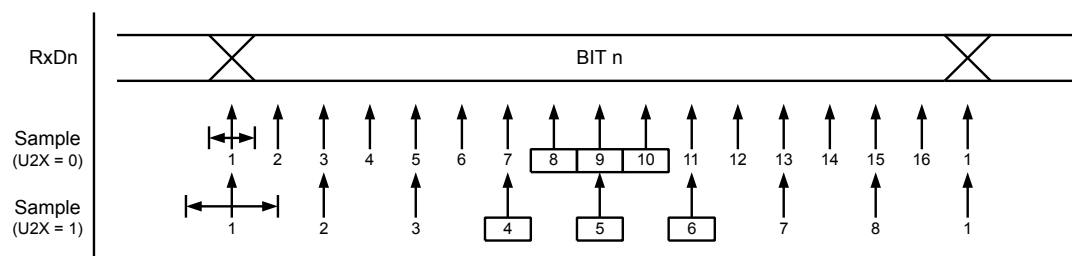 RxDn BIT n
Sample
(U2X = 0) 1 2 3 4 5 6 7 8 9 10 11 12 13 14 15 16 1
Sample
(U2X = 1) 1 2 3 4 5 6 7 8 1